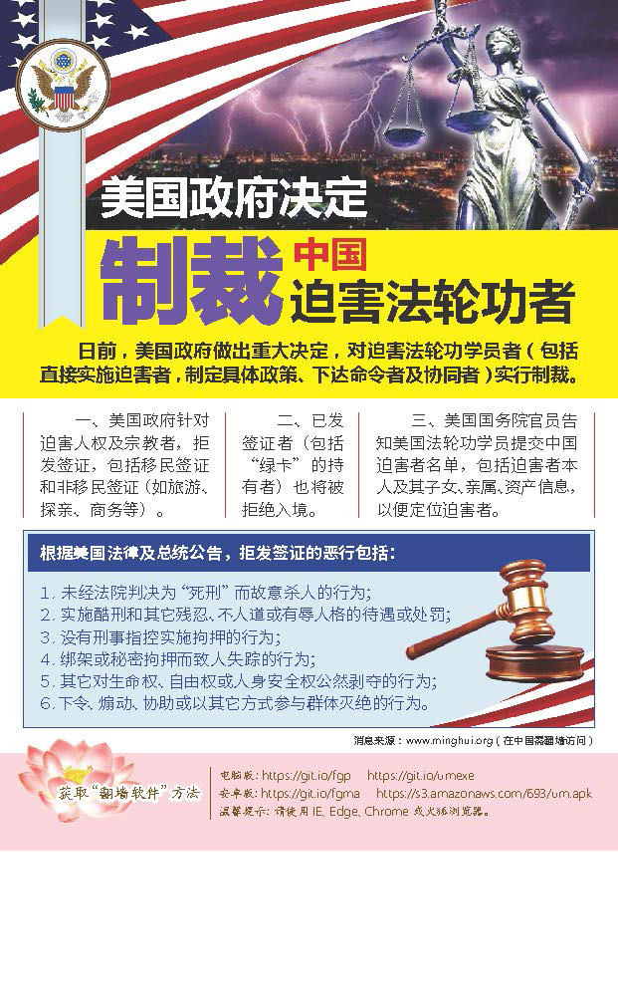 美国政府决定
制裁中国
迫害法轮功者
日前，美国政府做出重大决定，对迫害法轮功学员者（包括
直接实施迫害者，制定具体政策、下达命令者及协同者）实行制裁。
一、美国政府针对
迫害人权及宗教者，拒
发签证，包括移民签证
和非移民签证（如旅游、
探亲、商务等）。
二、已发
签证者（包括
“绿卡”的持
有者）也将被
拒绝入境。
三、美国国务院官员告
知美国法轮功学员提交中国
迫害者名单，包括迫害者本
人及其子女、亲属、资产信息，
以便定位迫害者。
根据美国法律及总统公告，拒发签证的恶行包括：
1. 未经法院判决为“死刑”而故意杀人的行为；
2. 实施酷刑和其它残忍、不人道或有辱人格的待遇或处罚；
3. 没有刑事指控实施拘押的行为；
4. 绑架或秘密拘押而致人失踪的行为；
5. 其它对生命权、自由权或人身安全权公然剥夺的行为；
6. 下令、煽动、协助或以其它方式参与群体灭绝的行为。
消息来源：www.minghui.org（在中国需翻墙访问）
获取“翻墙软件”方法
电脑版：https://git.io/fgp https://git.io/umexe
安卓版：https://git.io/fgma https://s3.amazonaws.com/693/um.apk
温馨提示：请使用 IE、Edge、Chrome 或火狐浏览器。